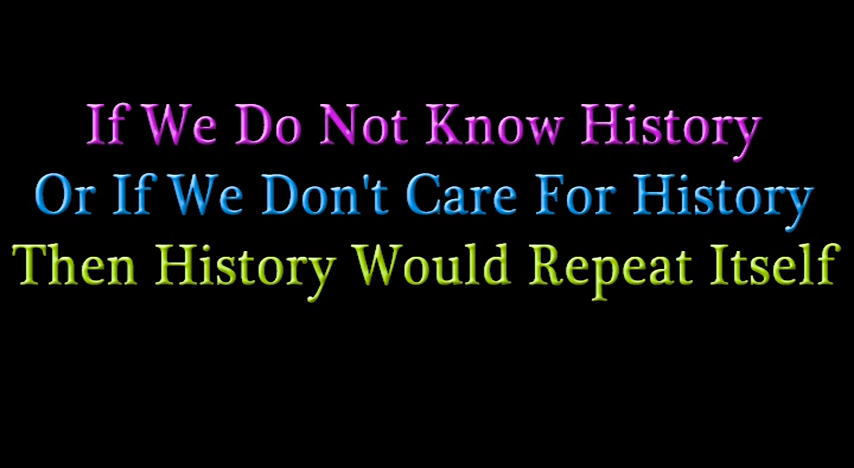 If We Do Not Know History
Or If We Don't Care For History
Then History Would Repeat Itself